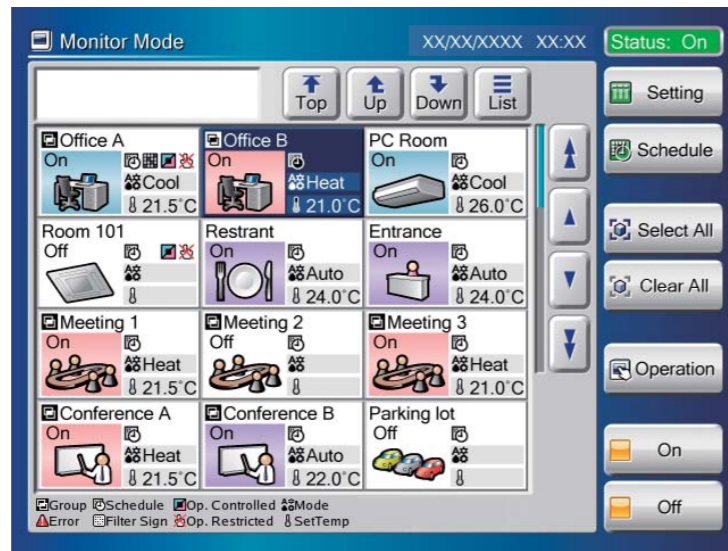 Monitor Mode
XX/XX/XXXX XX:XX
Status: On
Top
Up
Down
List
Setting
Schedule
Select All
Clear All
Operation
On
Off
Office A
On
Cool
21.5°C
Office B
On
Heat
21.0°C
PC Room
On
Cool
26.0°C
Room 101
Off
Restrant
On
Auto
24.0°C
Entrance
On
Auto
24.0°C
Meeting 1
On
Heat
21.5°C
Meeting 2
Off
Meeting 3
On
Heat
21.0°C
Conference A
On
Heat
21.5°C
Conference B
On
Auto
22.0°C
Parking lot
Off
Group Schedule Op. Controlled Mode
Error Filter Sign Op. Restricted SetTemp